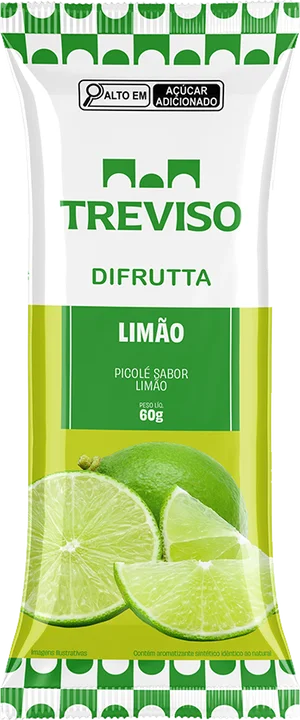 ALTO EM
AÇÚCAR
ADICIONADO
TREVISO
DIFRUTTA
LIMÃO
PICOLÉ SABOR
LIMÃO
PESO LÍQ.
60g
Imagens Ilustrativas
Contém aromatizante sintético idêntico ao natural